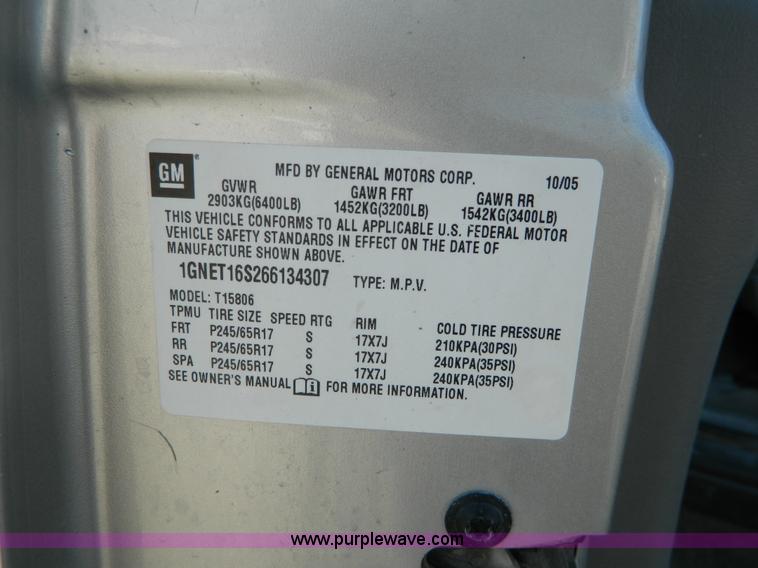 GM ® MFD BY GENERAL MOTORS CORP. 10/05
GVWR GAWR FRT GAWR RR
2903KG(6400LB) 1452KG(3200LB) 1542KG(3400LB)
THIS VEHICLE CONFORMS TO ALL APPLICABLE U.S. FEDERAL MOTOR
VEHICLE SAFETY STANDARDS IN EFFECT ON THE DATE OF
MANUFACTURE SHOWN ABOVE.
1GNET16S266134307 TYPE: M.P.V.
MODEL: T15806
TPMU TIRE SIZE SPEED RTG RIM COLD TIRE PRESSURE
FRT P245/65R17 S 17X7J 210KPA(30PSI)
RR P245/65R17 S 17X7J 240KPA(35PSI)
SPA P245/65R17 S 17X7J 240KPA(35PSI)
SEE OWNER'S MANUAL i FOR MORE INFORMATION.
www.purplewave.com